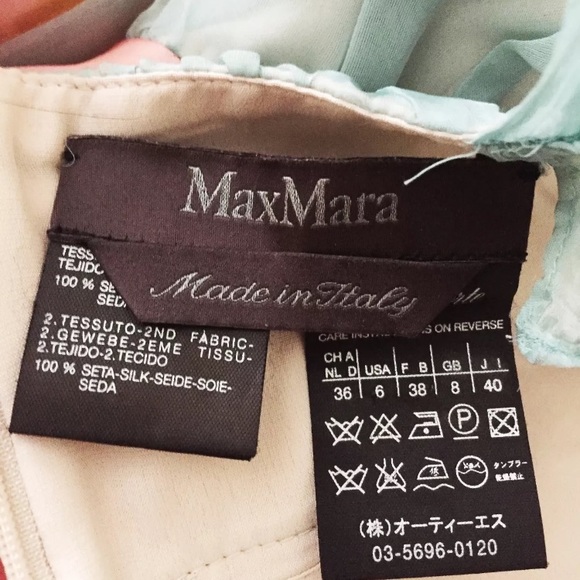 MaxMara
Made in Italy
TEJIDO
100 % SE
SEDA
2.TESSUTO-2ND FABRIC-
2.GEWEBE-2EME TISSU-
2.TEJIDO-2.TECIDO
100 % SETA-SILK-SEIDE-SOIE-
SEDA
CARE ON REVERSE
CH A NL D USA F B GB J I
36 6 38 8 40
P
タンブラー
乾燥禁止
(株)オーティーエス
03-5696-0120